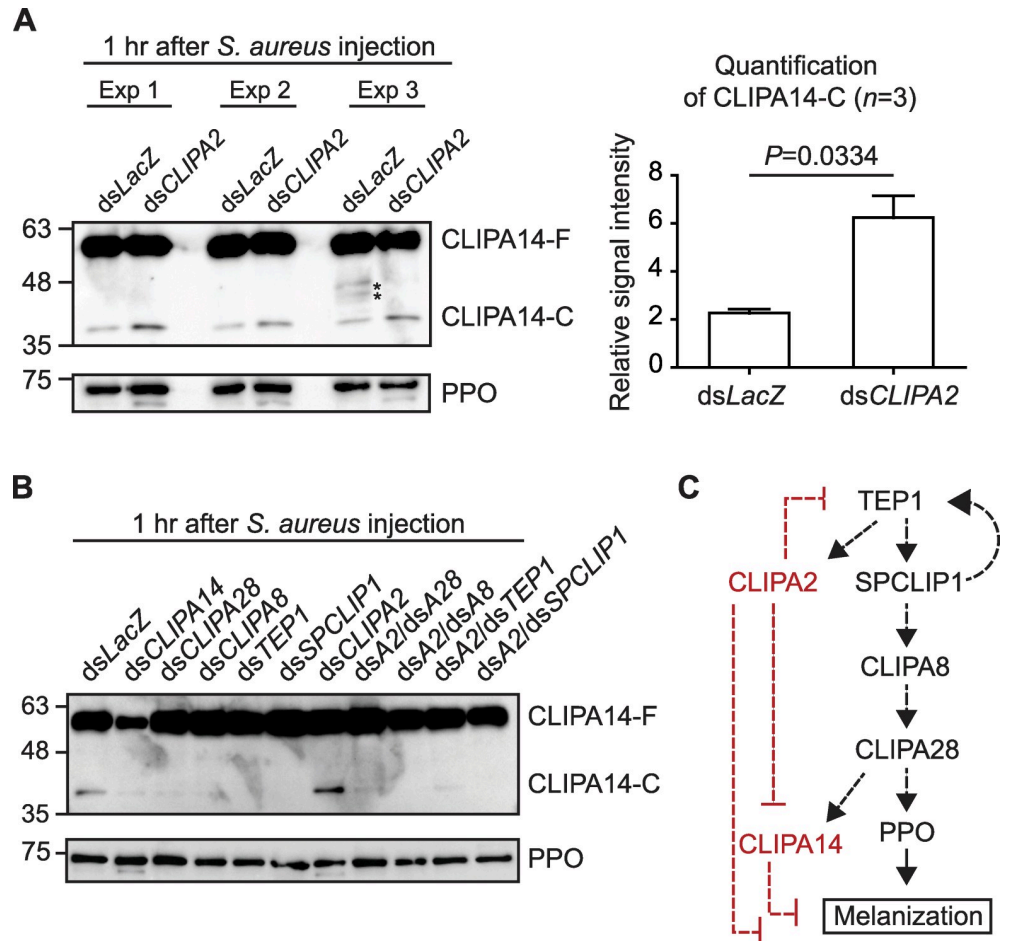 A
1 hr after S. aureus injection
Exp 1 Exp 2 Exp 3
dsLacZ dsCLIPA2 dsLacZ dsCLIPA2 dsLacZ dsCLIPA2
63
48
35
CLIPA14-F
*
*
CLIPA14-C
75
PPO
Quantification
of CLIPA14-C (n=3)
P=0.0334
Relative signal intensity
8
6
4
2
0
dsLacZ dsCLIPA2
B
1 hr after S. aureus injection
dsLacZ dsCLIPA14 dsCLIPA28 dsCLIPA8 dsTEP1 dsSPCLIP1 dsCLIPA2 dsA2/dsA28 dsA2/dsA8 dsA2/dsTEP1 dsA2/dsSPCLIP1
63
48
35
CLIPA14-F
CLIPA14-C
75
PPO
C
TEP1
CLIPA2 SPCLIP1
CLIPA8
CLIPA28
CLIPA14 PPO
Melanization